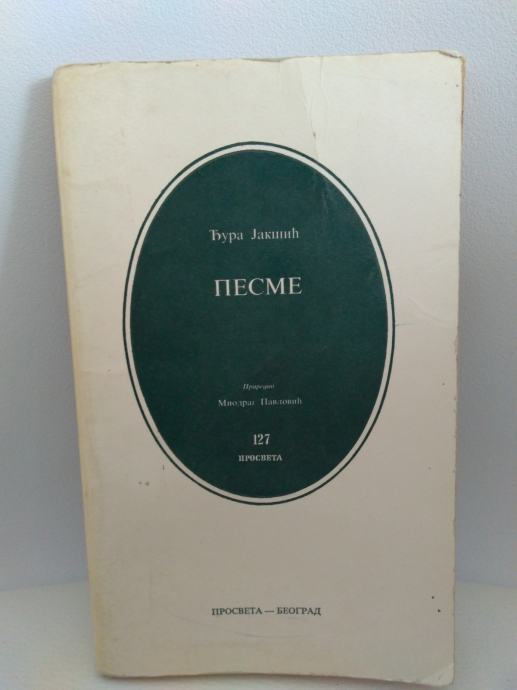 Ђура Јакшић
ПЕСМЕ
Приредио
Миодраг Павловић
127
ПРОСВЕТА
ПРОСВЕТА — БЕОГРАД